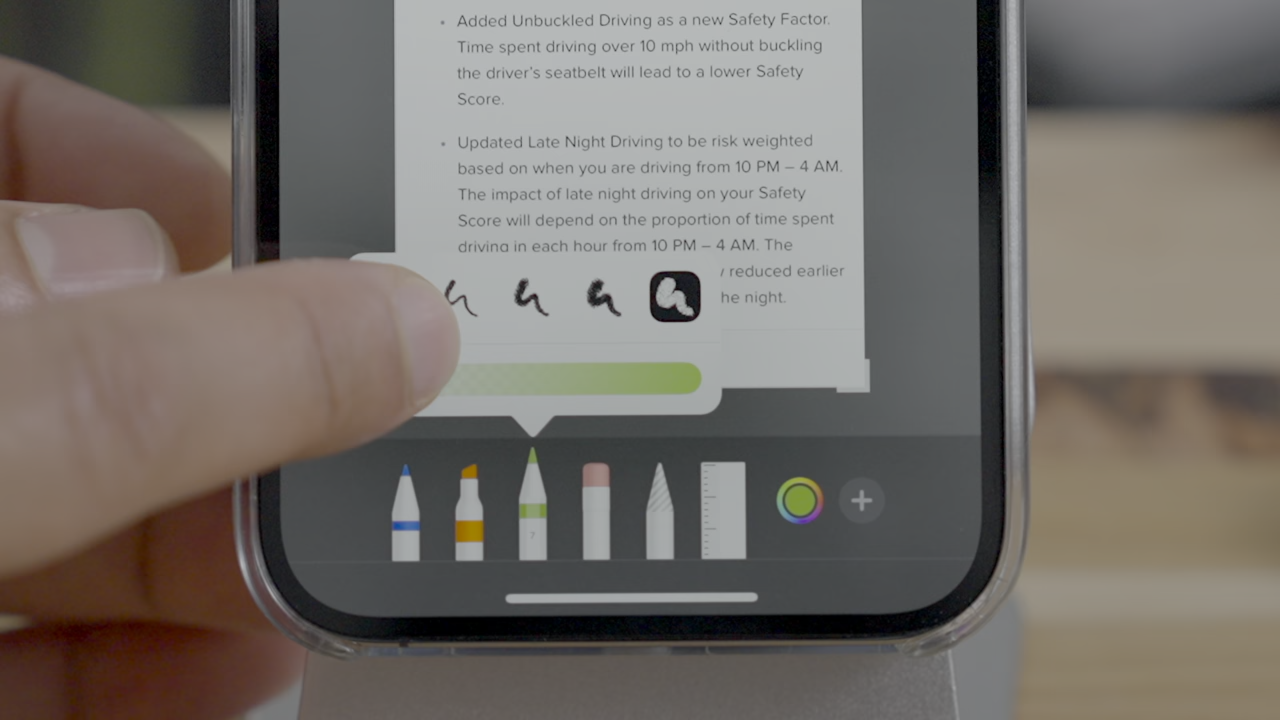 • Added Unbuckled Driving as a new Safety Factor.
Time spent driving over 10 mph without buckling
the driver's seatbelt will lead to a lower Safety
Score.
• Updated Late Night Driving to be risk weighted
based on when you are driving from 10 PM – 4 AM.
The impact of late night driving on your Safety
Score will depend on the proportion of time spent
driving in each hour from 10 PM – 4 AM. The
reduced earlier
he night.
7